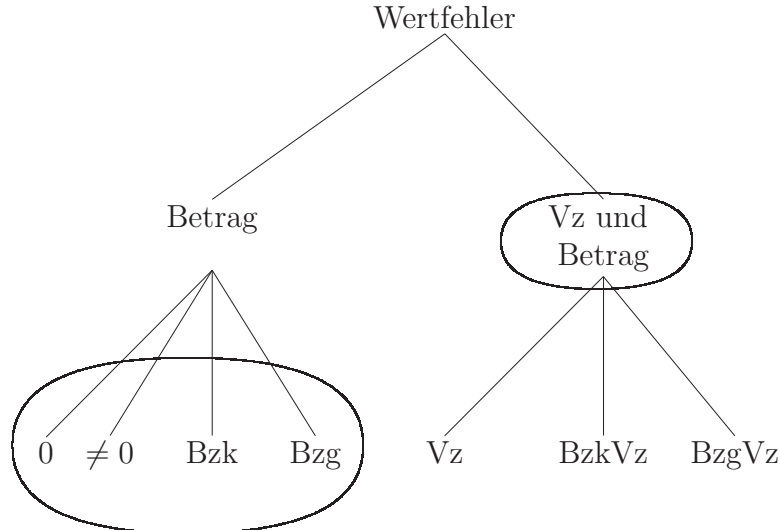 Wertfehler
Betrag
Vz und
Betrag
0 ≠ 0 Bzk Bzg Vz BzkVz BzgVz